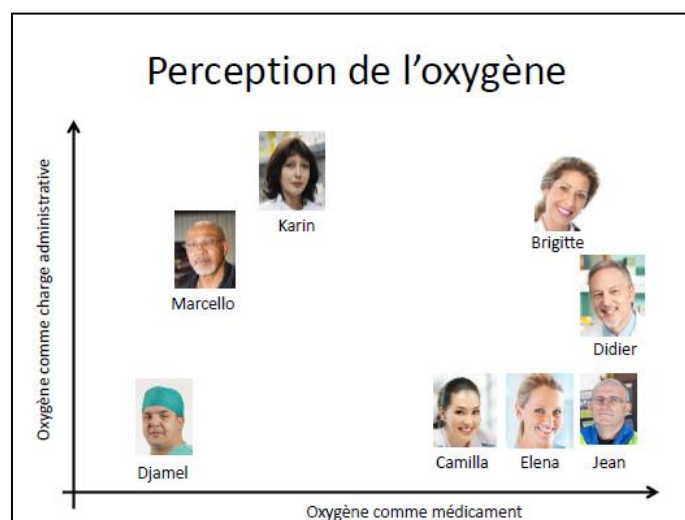 Perception de l'oxygène
Oxygène comme charge administrative
Karin
Brigitte
Marcello
Didier
Djamel
Camilla
Elena
Jean
Oxygène comme médicament